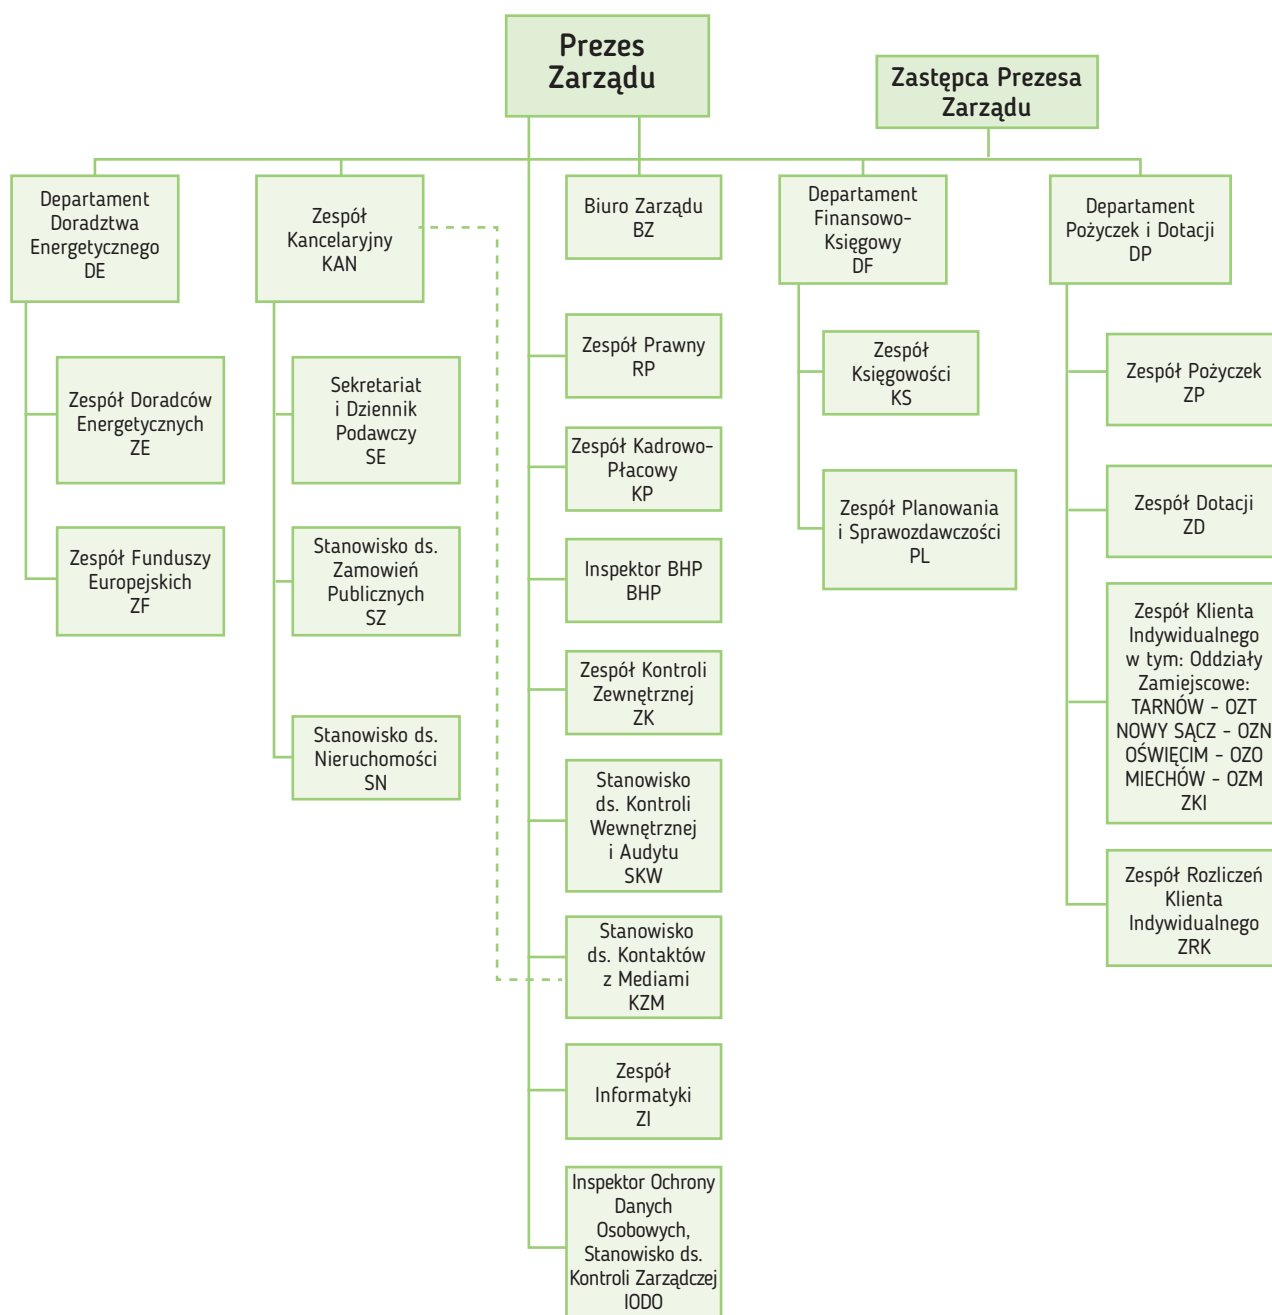 Prezes
Zarządu
Zastępca Prezesa
Zarządu
Departament
Doradztwa
Energetycznego
DE
Zespół
Kancelaryjny
KAN
Biuro Zarządu
BZ
Departament
Finansowo-
Księgowy
DF
Departament
Pożyczek i Dotacji
DP
Zespół Doradców
Energetycznych
ZE
Zespół Funduszy
Europejskich
ZF
Sekretariat
i Dziennik
Podawczy
SE
Stanowisko ds.
Zamowień
Publicznych
SZ
Stanowisko ds.
Nieruchomości
SN
Zespół Prawny
RP
Zespół Kadrowo-
Płacowy
KP
Inspektor BHP
BHP
Zespół Kontroli
Zewnętrznej
ZK
Stanowisko
ds. Kontroli
Wewnętrznej
i Audytu
SKW
Stanowisko
ds. Kontaktów
z Mediami
KZM
Zespół
Informatyki
ZI
Inspektor Ochrony
Danych
Osobowych,
Stanowisko ds.
Kontroli Zarządczej
IODO
Zespół
Księgowości
KS
Zespół Planowania
i Sprawozdawczości
PL
Zespół Pożyczek
ZP
Zespół Dotacji
ZD
Zespół Klienta
Indywidualnego
w tym: Oddziały
Zamiejscowe:
TARNÓW - OZT
NOWY SĄCZ - OZN
OŚWIĘCIM - OZO
MIECHÓW - OZM
ZKI
Zespół Rozliczeń
Klienta
Indywidualnego
ZRK